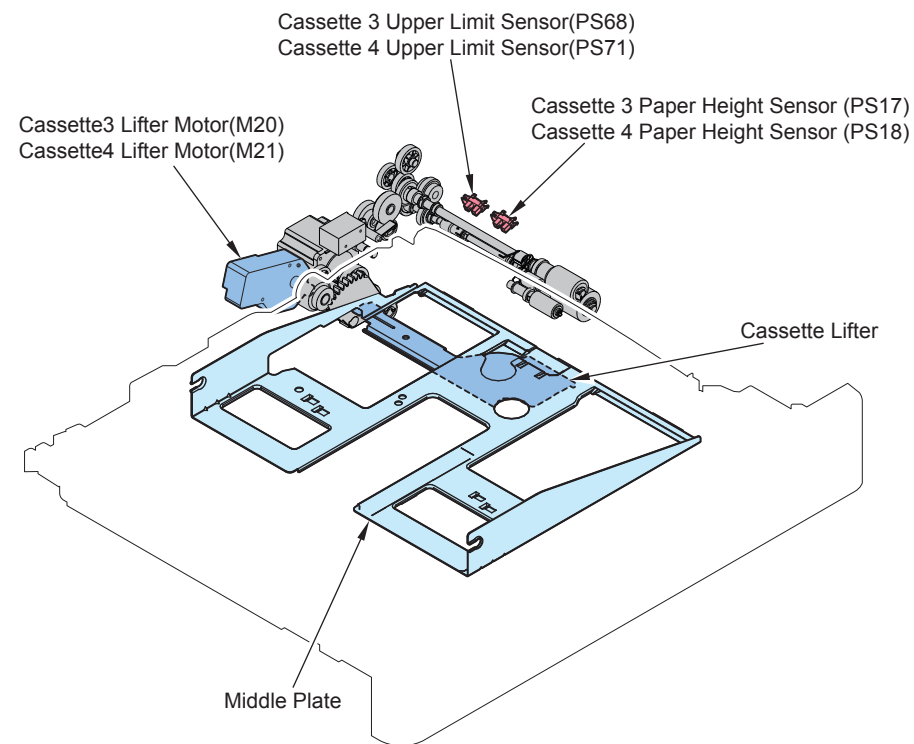 Cassette 3 Upper Limit Sensor(PS68)
Cassette 4 Upper Limit Sensor(PS71)
Cassette 3 Paper Height Sensor (PS17)
Cassette 4 Paper Height Sensor (PS18)
Cassette3 Lifter Motor(M20)
Cassette4 Lifter Motor(M21)
Cassette Lifter
Middle Plate